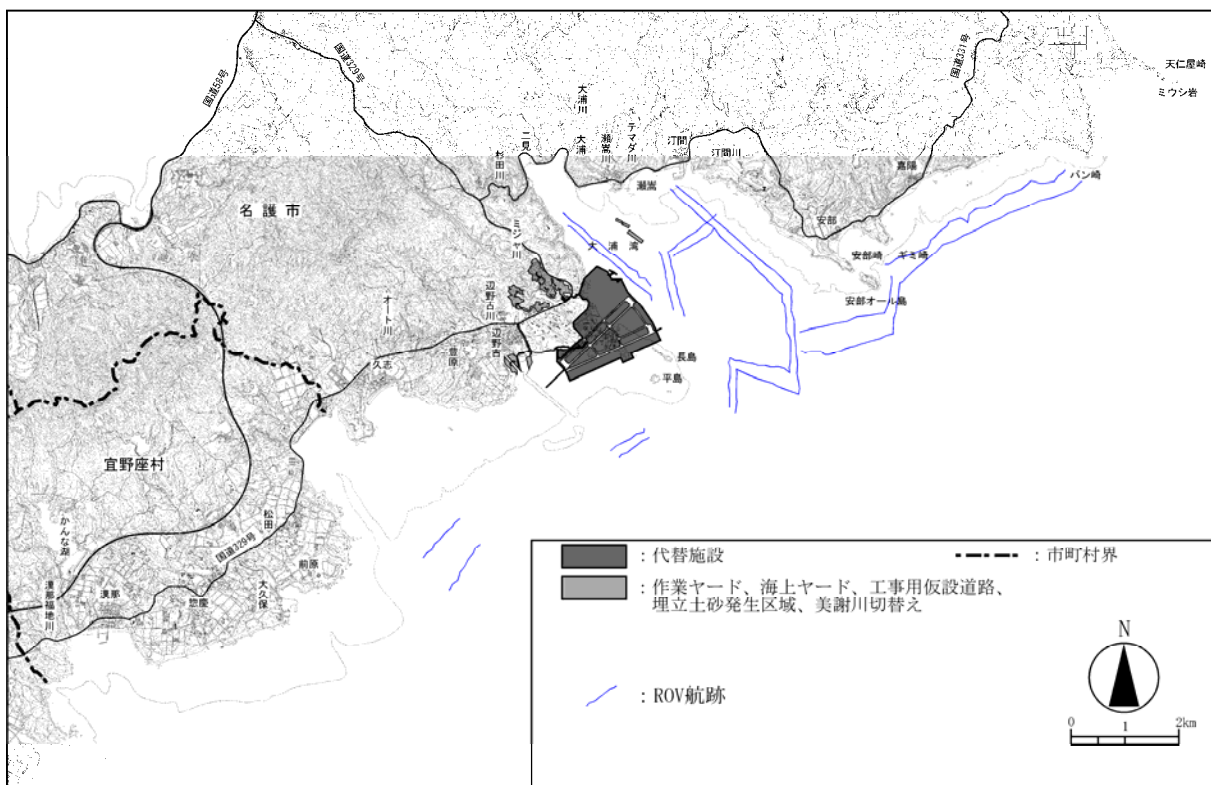 国道58号
国道329号
国道331号
天仁屋崎
ミウシ岩
大浦川
二見
大浦
瀬嵩川
テマダ川
汀間
汀間川
杉田川
瀬嵩
嘉陽
バン崎
名護市
ミジャ川
大浦湾
安部
安部崎
ギミ崎
安部オール島
辺野古川
辺野古
オート川
豊原
久志
長島
平島
宜野座村
かんな湖
松田
国道329号
前原
大久保
惣慶
漢那
漢那福地川
:代替施設
:市町村界
:作業ヤード、海上ヤード、工事用仮設道路、
埋立土砂発生区域、美謝川切替え
:ROV航跡
N
0 1 2km